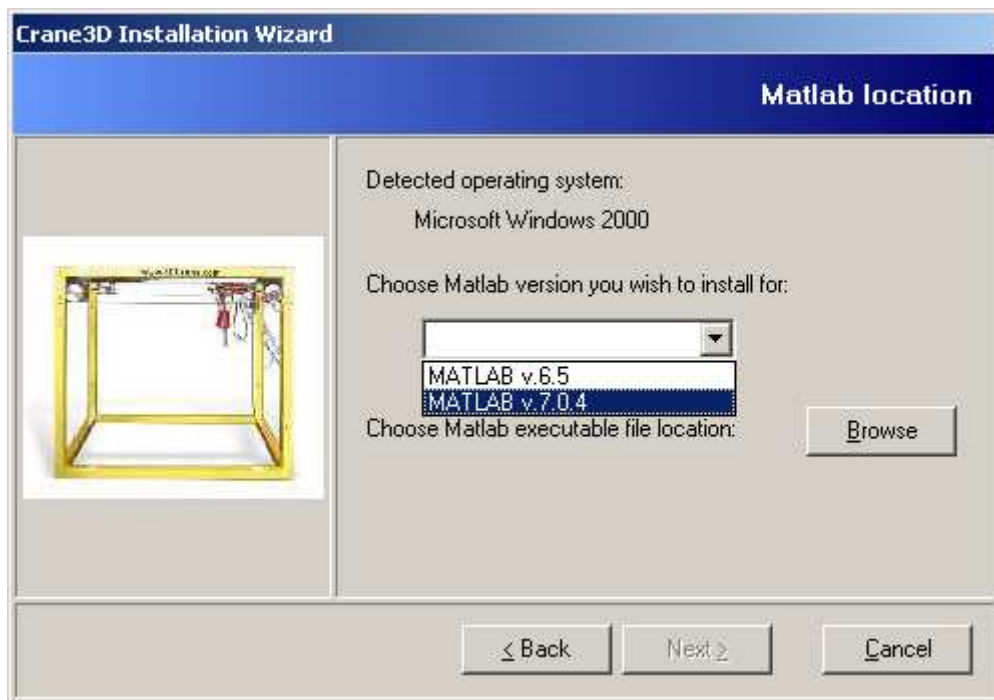 Crane3D Installation Wizard
Matlab location
Detected operating system:
Microsoft Windows 2000
Choose Matlab version you wish to install for:
MATLAB v.6.5
MATLAB v.7.0.4
Choose Matlab executable file location:
Browse
< Back
Next >
Cancel